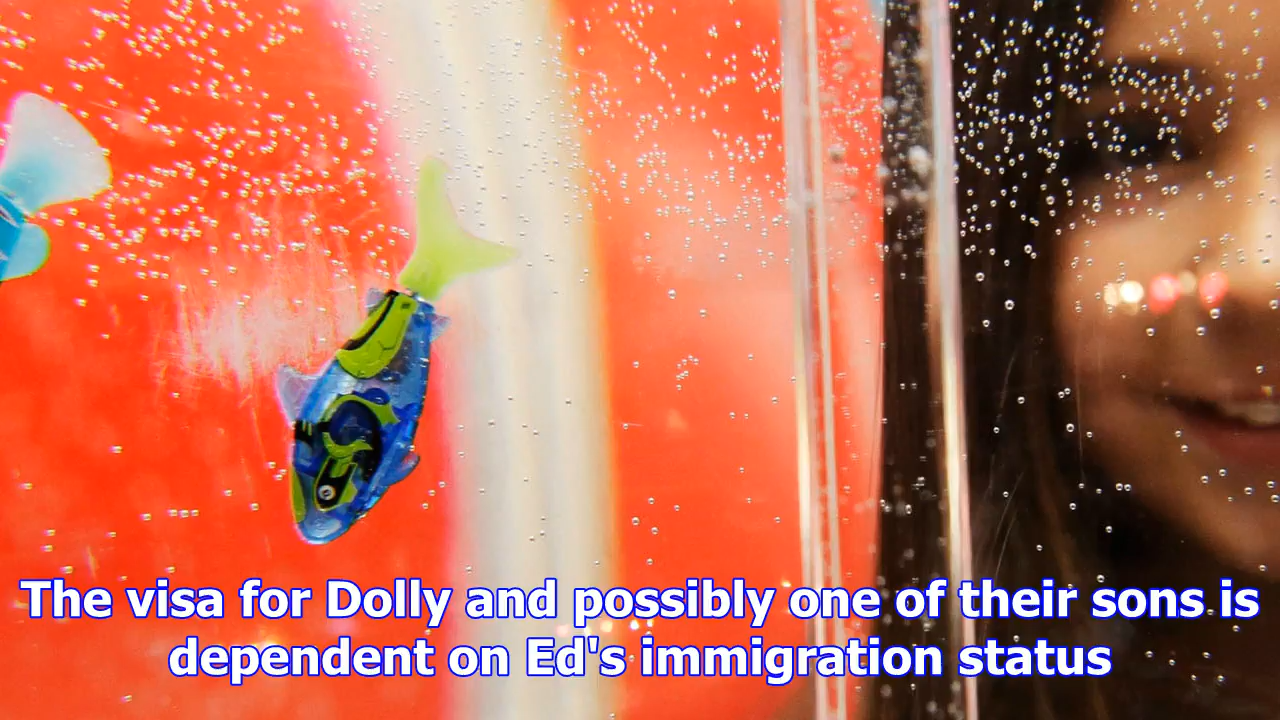 The visa for Dolly and possibly one of their sons is
dependent on Ed's immigration status